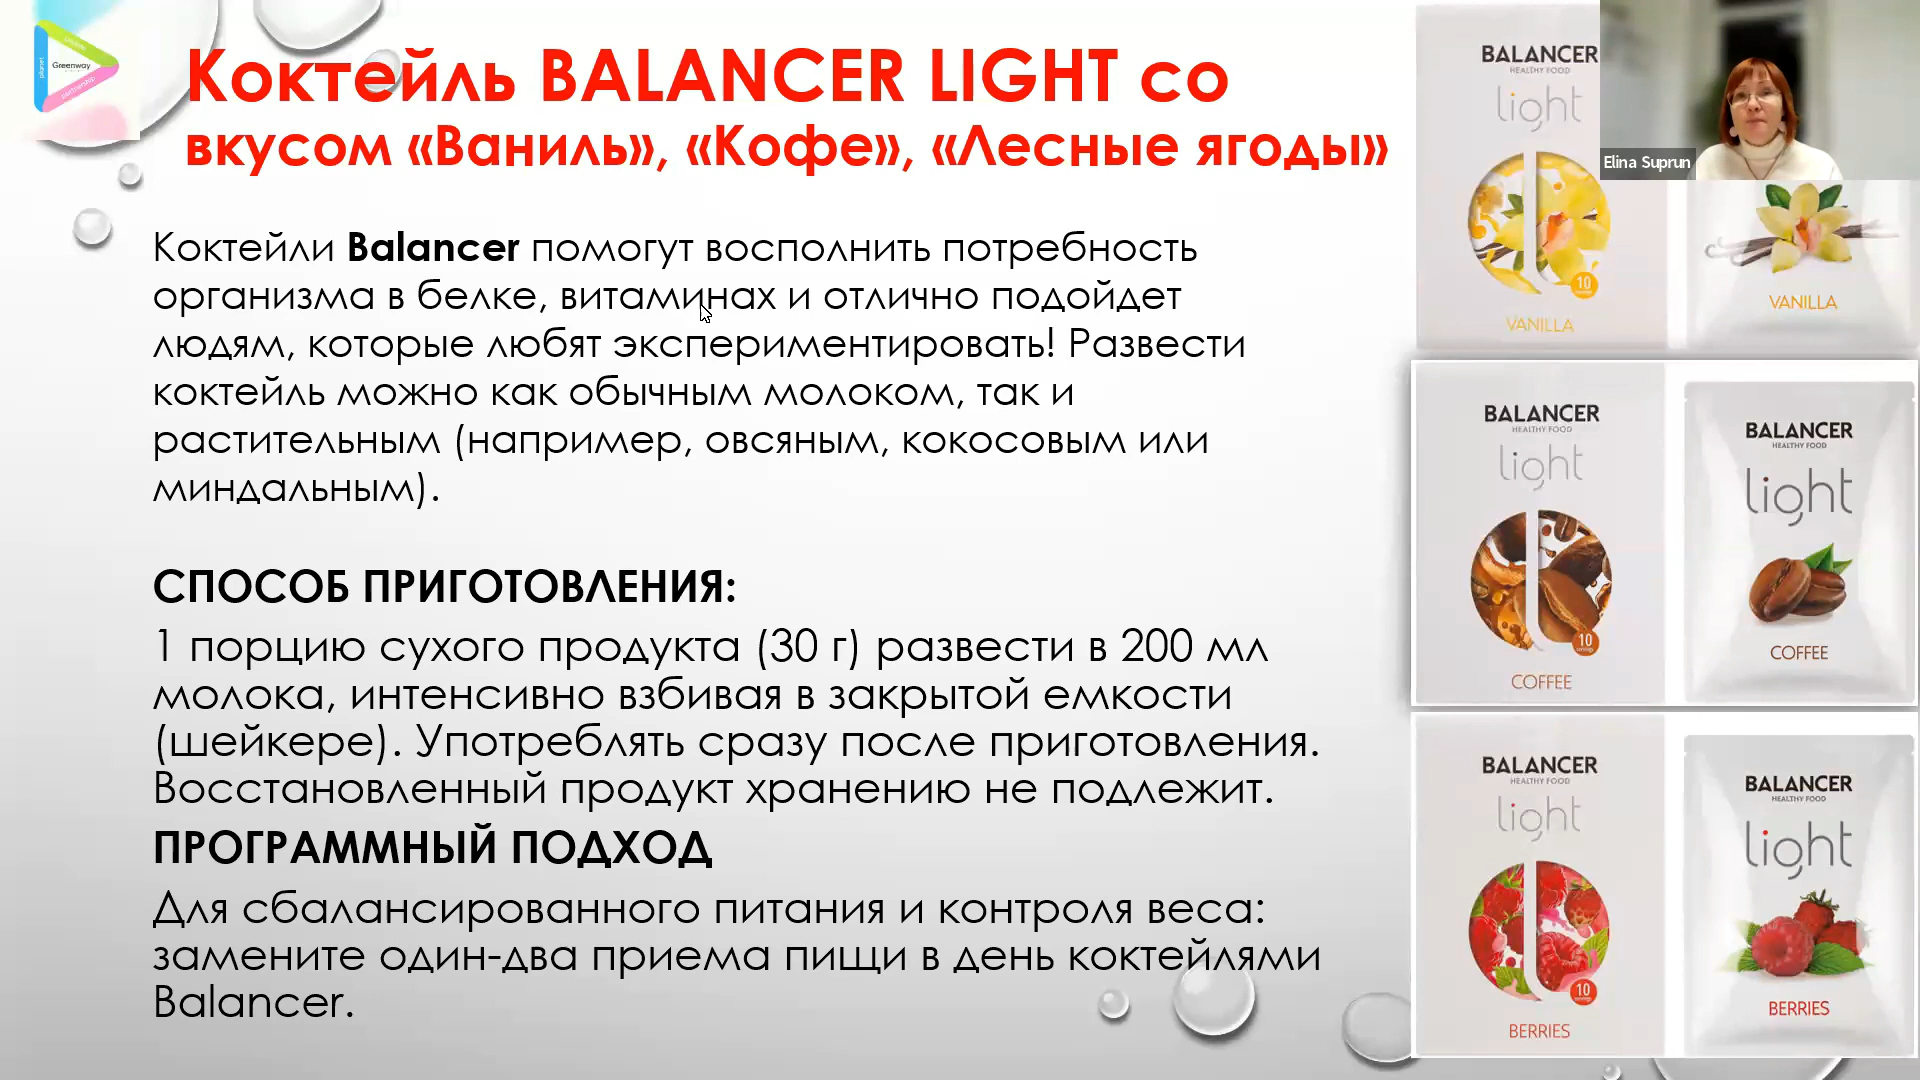 Greenway
partnership
Коктейль BALANCER LIGHT со
вкусом «Ваниль», «Кофе», «Лесные ягоды»
Коктейли Balancer помогут восполнить потребность
организма в белке, витаминах и отлично подойдет
людям, которые любят экспериментировать! Развести
коктейль можно как обычным молоком, так и
растительным (например, овсяным, кокосовым или
миндальным).
СПОСОБ ПРИГОТОВЛЕНИЯ:
1 порцию сухого продукта (30 г) развести в 200 мл
молока, интенсивно взбивая в закрытой емкости
(шейкере). Употреблять сразу после приготовления.
Восстановленный продукт хранению не подлежит.
ПРОГРАММНЫЙ ПОДХОД
Для сбалансированного питания и контроля веса:
замените один-два приема пищи в день коктейлями
Balancer.
BALANCER
HEALTHY FOOD
light
10
VANILLA
VANILLA
Elina Suprun
BALANCER
HEALTHY FOOD
light
10
COFFEE
BALANCER
HEALTHY FOOD
light
COFFEE
BALANCER
HEALTHY FOOD
light
10
BERRIES
BALANCER
HEALTHY FOOD
light
BERRIES